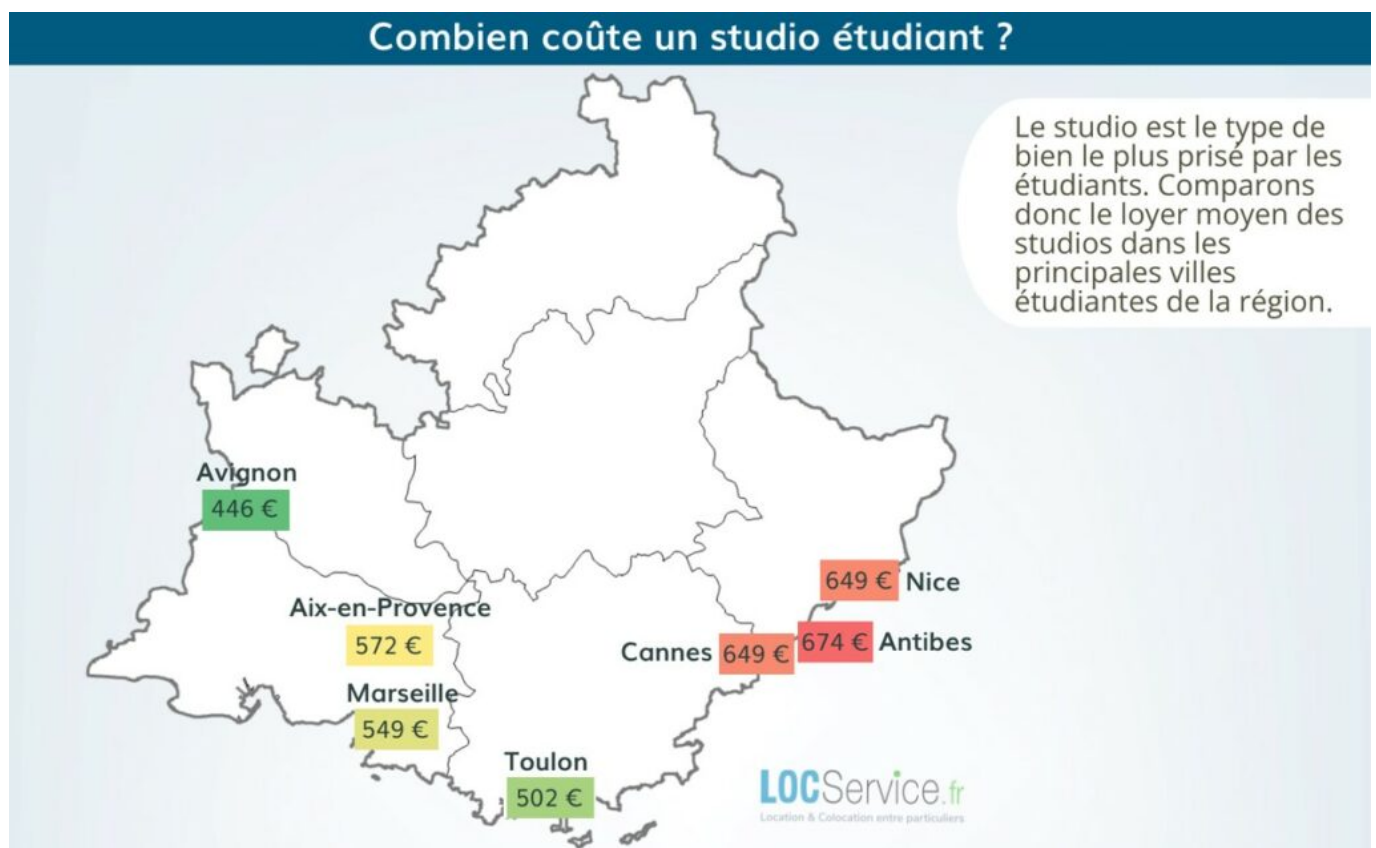 Combien coûte un studio étudiant ?
Le studio est le type de
bien le plus prisé par les
étudiants. Comparons
donc le loyer moyen des
studios dans les
principales villes
étudiantes de la région.
Avignon
446 €
649 € Nice
Aix-en-Provence
572 €
Cannes 649 €
674 € Antibes
Marseille
549 €
Toulon
502 €
LOCService.fr
Location & Colocation entre particuliers